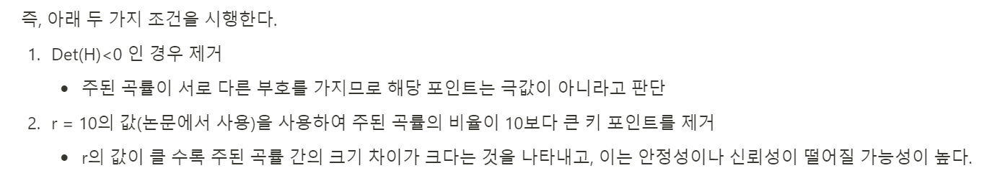 즉, 아래 두 가지 조건을 시행한다.
1. Det(H)<0 인 경우 제거
• 주된 곡률이 서로 다른 부호를 가지므로 해당 포인트는 극값이 아니라고 판단
2. r = 10의 값(논문에서 사용)을 사용하여 주된 곡률의 비율이 10보다 큰 키 포인트를 제거
• r의 값이 클 수록 주된 곡률 간의 크기 차이가 크다는 것을 나타내고, 이는 안정성이나 신뢰성이 떨어질 가능성이 높다.